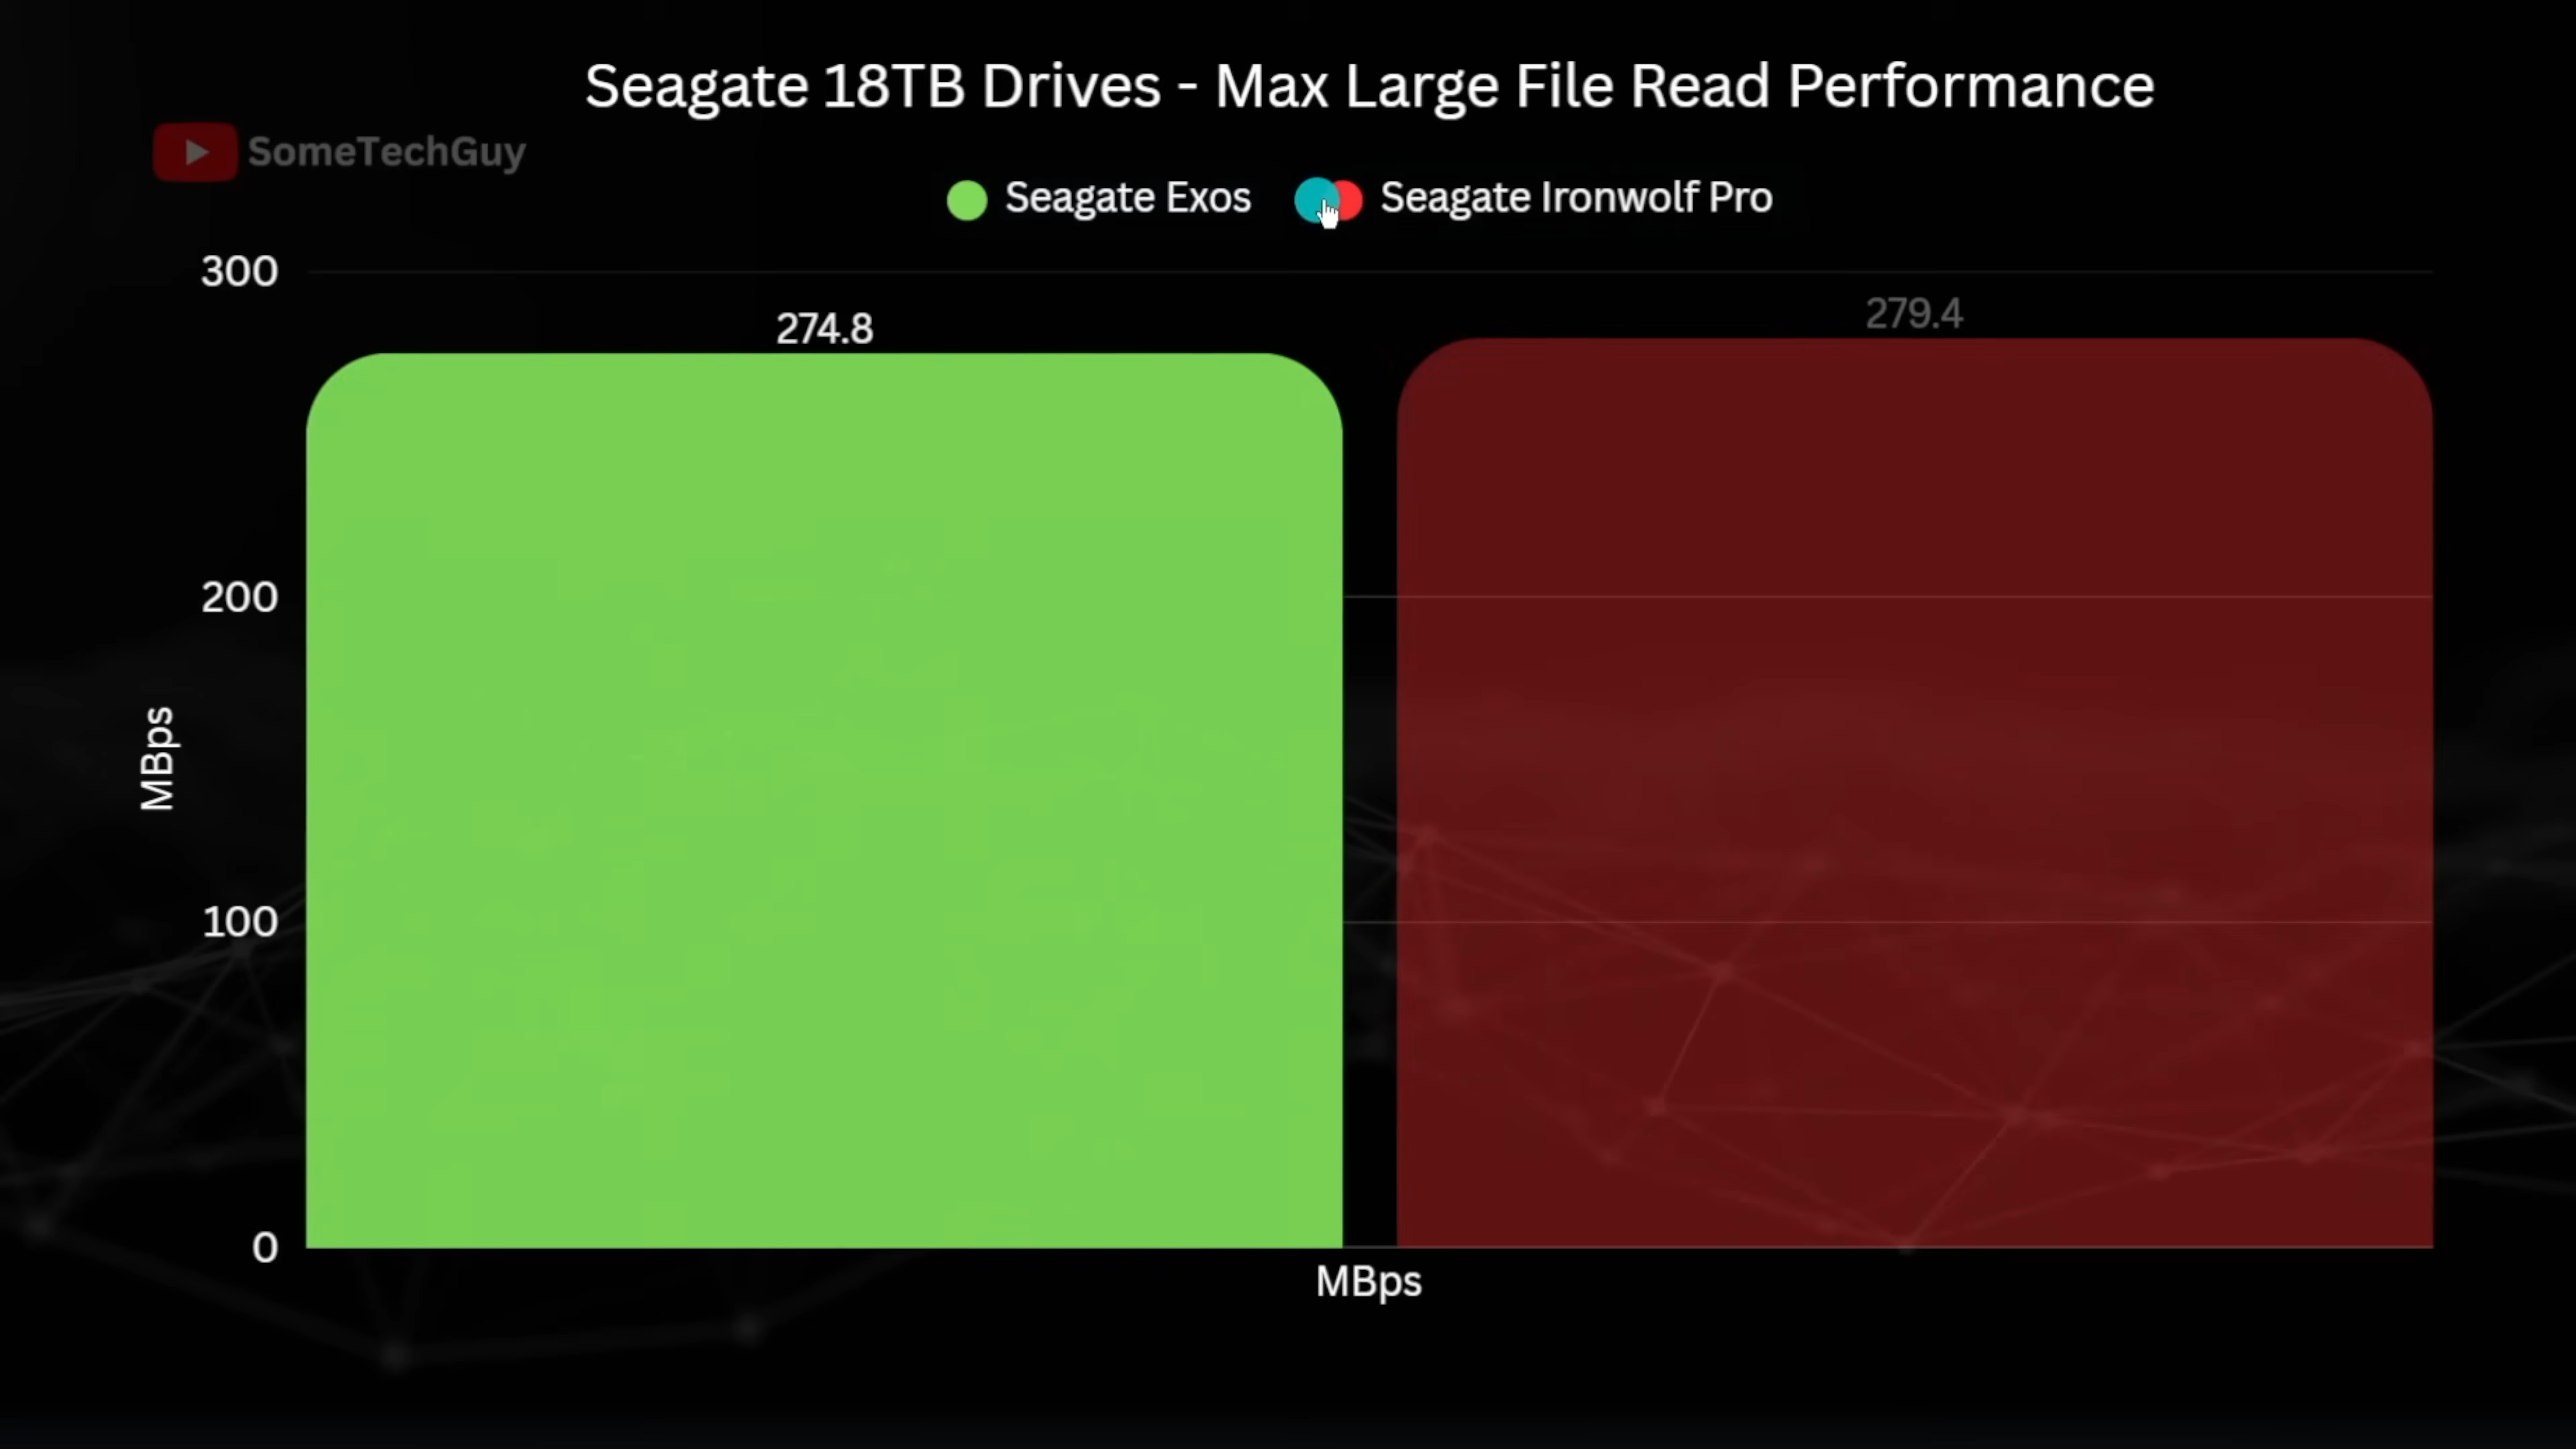 Seagate 18TB Drives - Max Large File Read Performance
SomeTechGuy
Seagate Exos
Seagate Ironwolf Pro
300
274.8
279.4
200
MBps
100
0
MBps